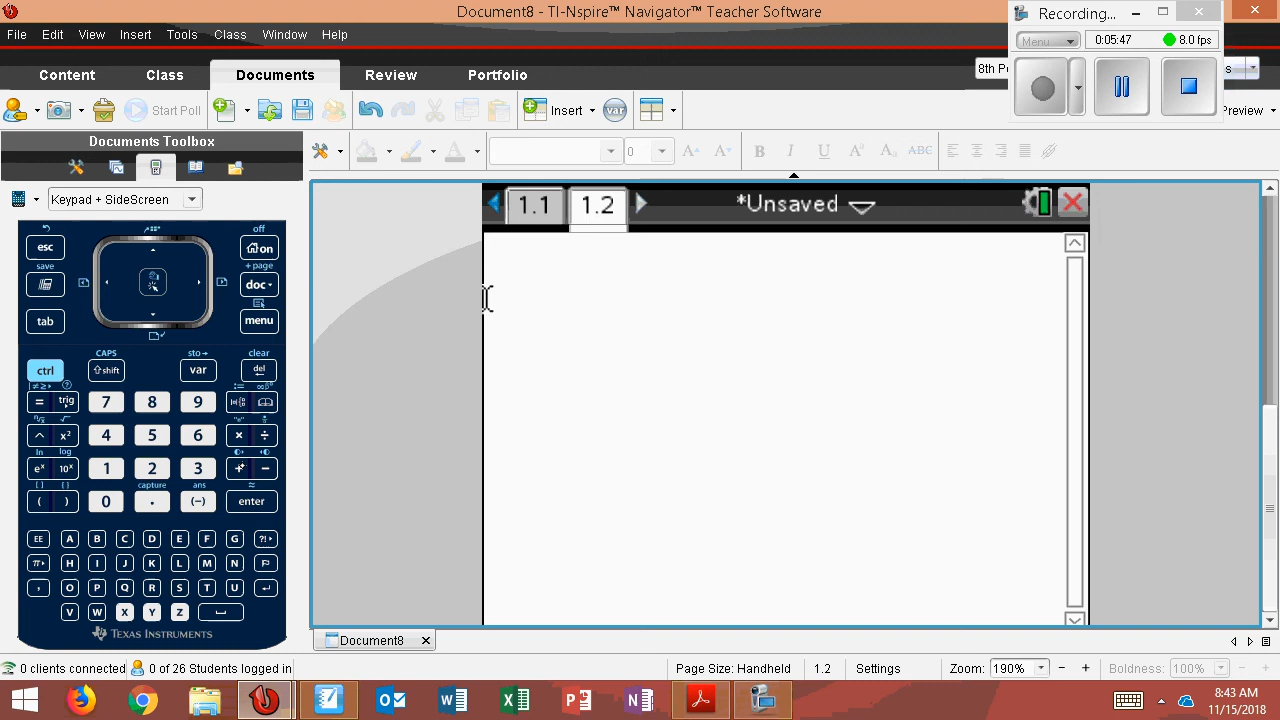 Document8 - TI-Nspire™ Navigator™ Teacher Software
Recording...
File Edit View Insert Tools Class Window Help
Menu 0:05:47 8.0 fps
Content Class Documents Review Portfolio
8th Pe s
Start Poll Insert var Preview
Documents Toolbox
0 B I U ABC
Keypad + SideScreen
1.1 1.2 *Unsaved
off
esc on
save + page
doc
tab menu
CAPS sto→ clear
ctrl shift var del
= trig 7 8 9
^ x² 4 5 6 × ÷
ln log
eˣ 10ˣ 1 2 3 + −
capture ans
( ) 0 . (−) enter
EE A B C D E F G ?!
π H I J K L M N
, O P Q R S T U
V W X Y Z
TEXAS INSTRUMENTS
Document8
0 clients connected 0 of 26 Students logged in Page Size: Handheld 1.2 Settings Zoom: 190% − + Boldness: 100% − +
8:43 AM
11/15/2018